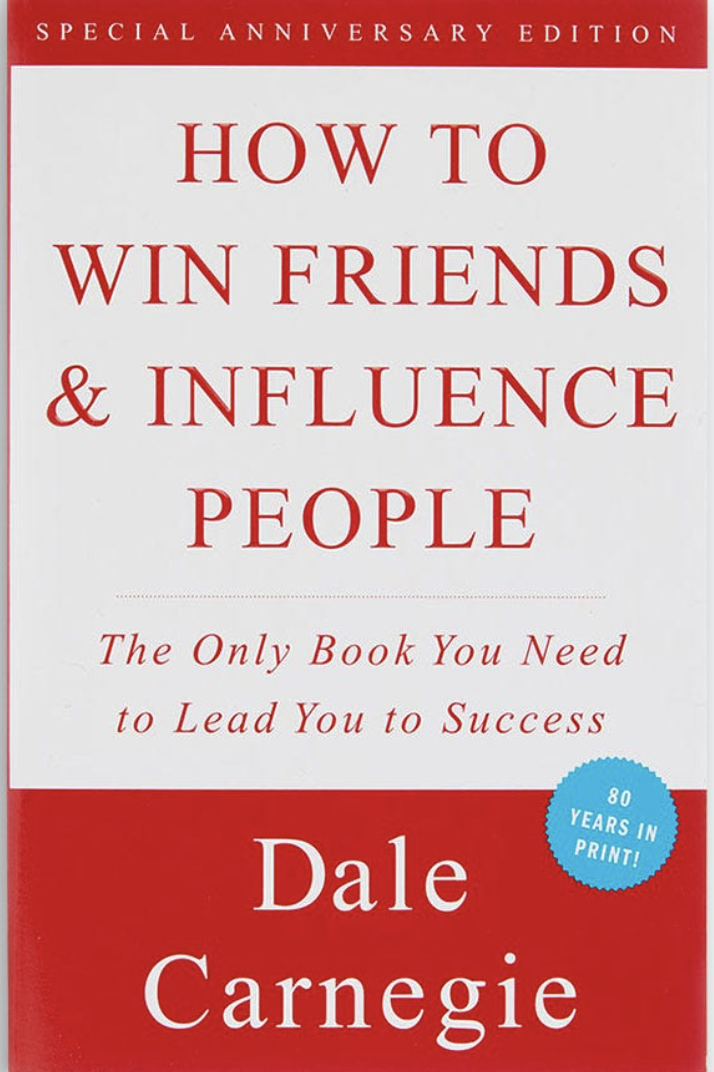 SPECIAL ANNIVERSARY EDITION
HOW TO
WIN FRIENDS
& INFLUENCE
PEOPLE
The Only Book You Need
to Lead You to Success
80
YEARS IN
PRINT!
Dale
Carnegie